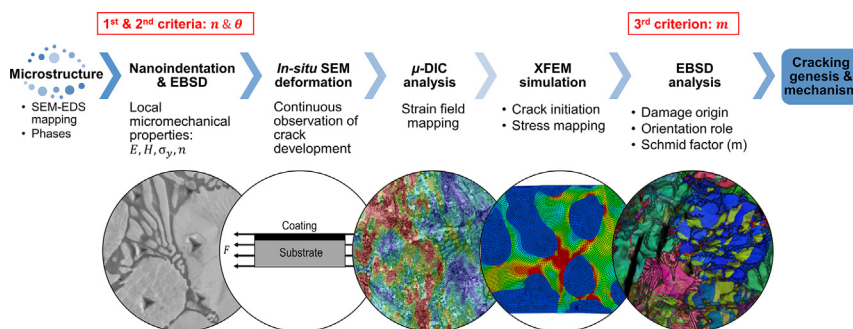 1st & 2nd criteria: n & θ
3rd criterion: m
Microstructure
• SEM-EDS
mapping
• Phases
Nanoindentation
& EBSD
Local
micromechanical
properties:
E, H, σy, n
In-situ SEM
deformation
Continuous
observation of
crack
development
μ-DIC
analysis
Strain field
mapping
XFEM
simulation
• Crack initiation
• Stress mapping
EBSD
analysis
• Damage origin
• Orientation role
• Schmid factor (m)
Cracking
genesis &
mechanism
Coating
F
Substrate